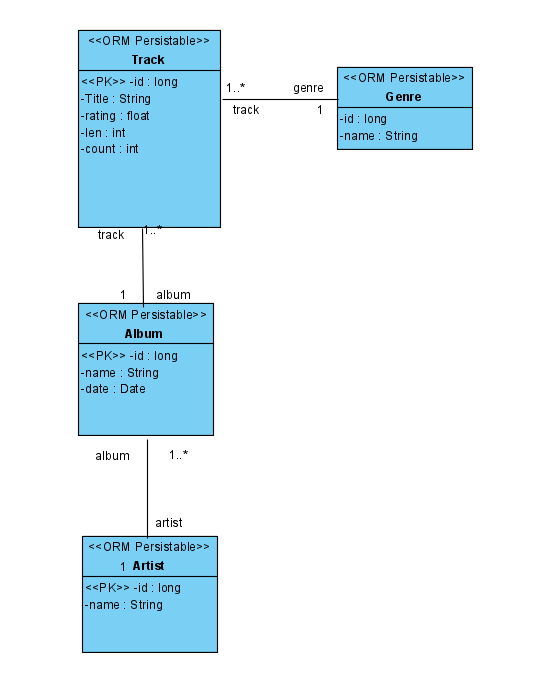 <<ORM Persistable>>
Track
<<PK>> -id : long
-Title : String
-rating : float
-len : int
-count : int
1..*
genre
track
1
<<ORM Persistable>>
Genre
-id : long
-name : String
track
1..*
1
album
<<ORM Persistable>>
Album
<<PK>> -id : long
-name : String
-date : Date
album
1..*
artist
<<ORM Persistable>>
1 Artist
<<PK>> -id : long
-name : String